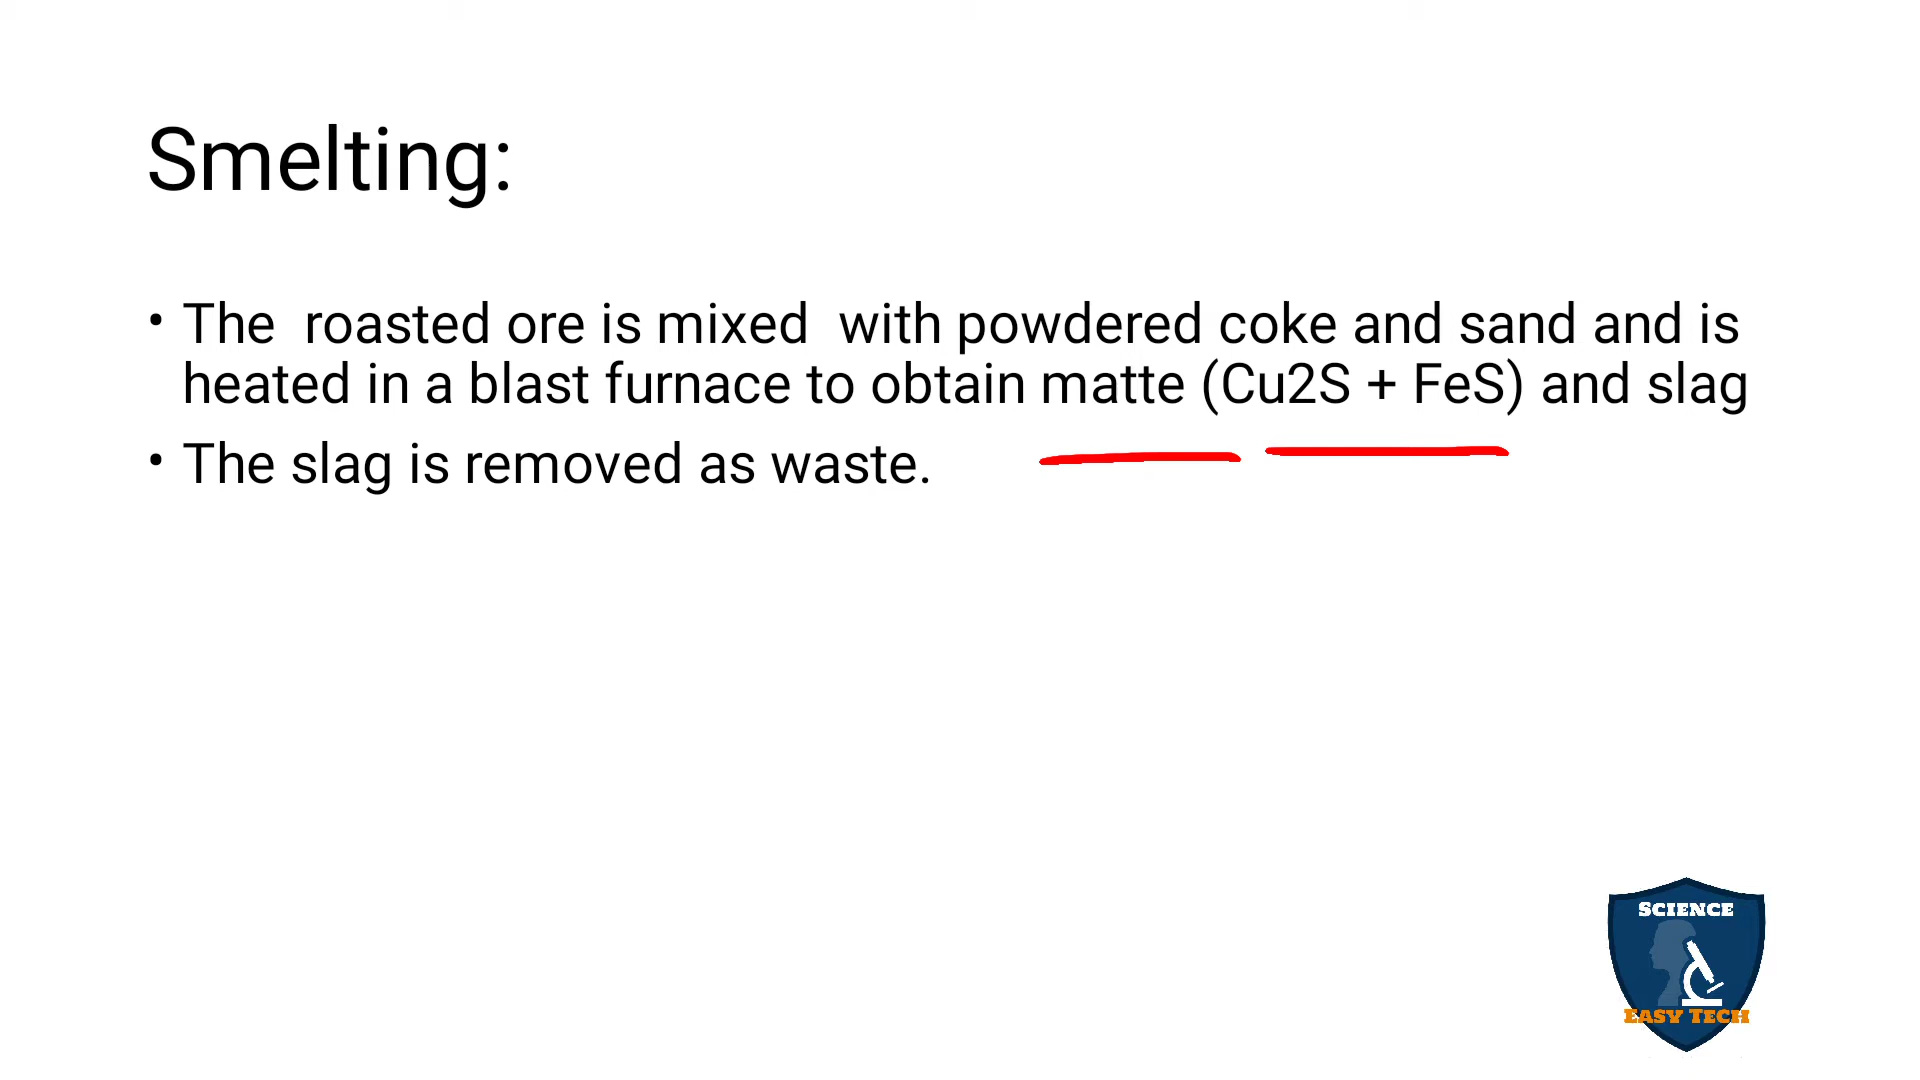 Smelting:
• The roasted ore is mixed with powdered coke and sand and is
heated in a blast furnace to obtain matte (Cu2S + FeS) and slag
• The slag is removed as waste.
SCIENCE
EASY TECH